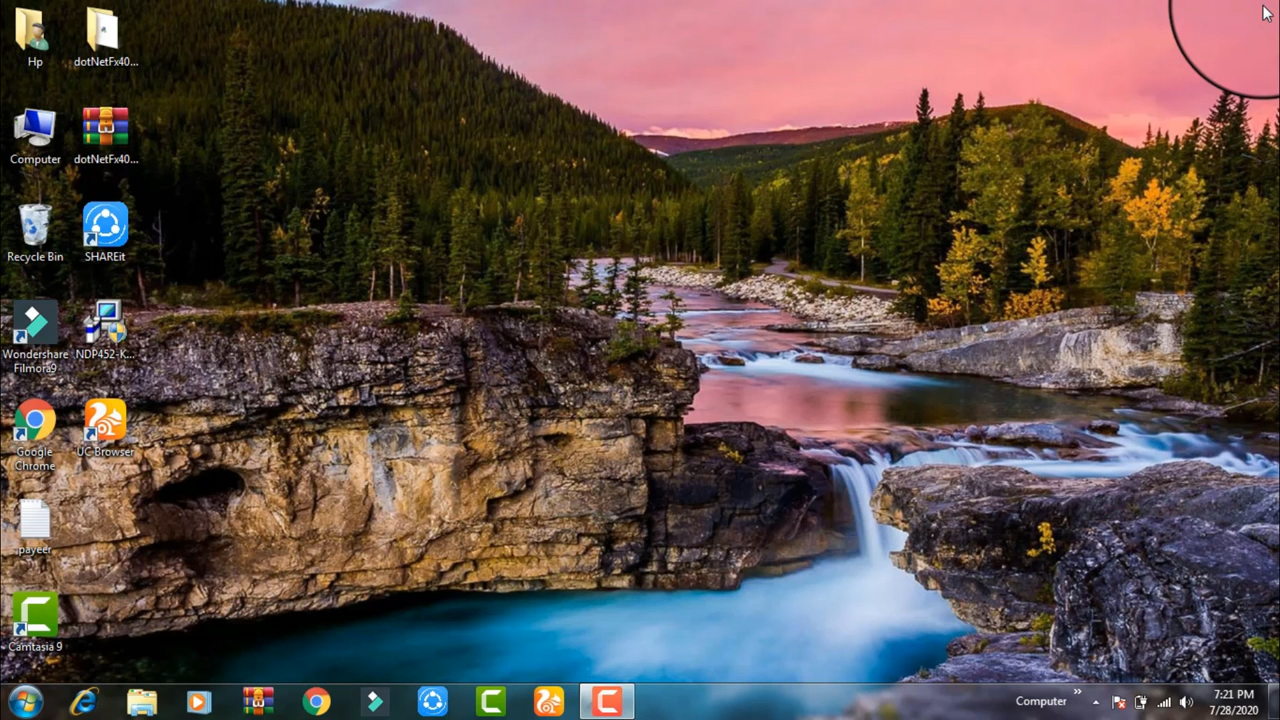 Hp
dotNetFx40...
Computer
dotNetFx40...
Recycle Bin
SHAREit
Wondershare
Filmora9
NDP452-K...
Google
Chrome
UC Browser
payeer
Camtasia 9
Computer
7:21 PM
7/28/2020